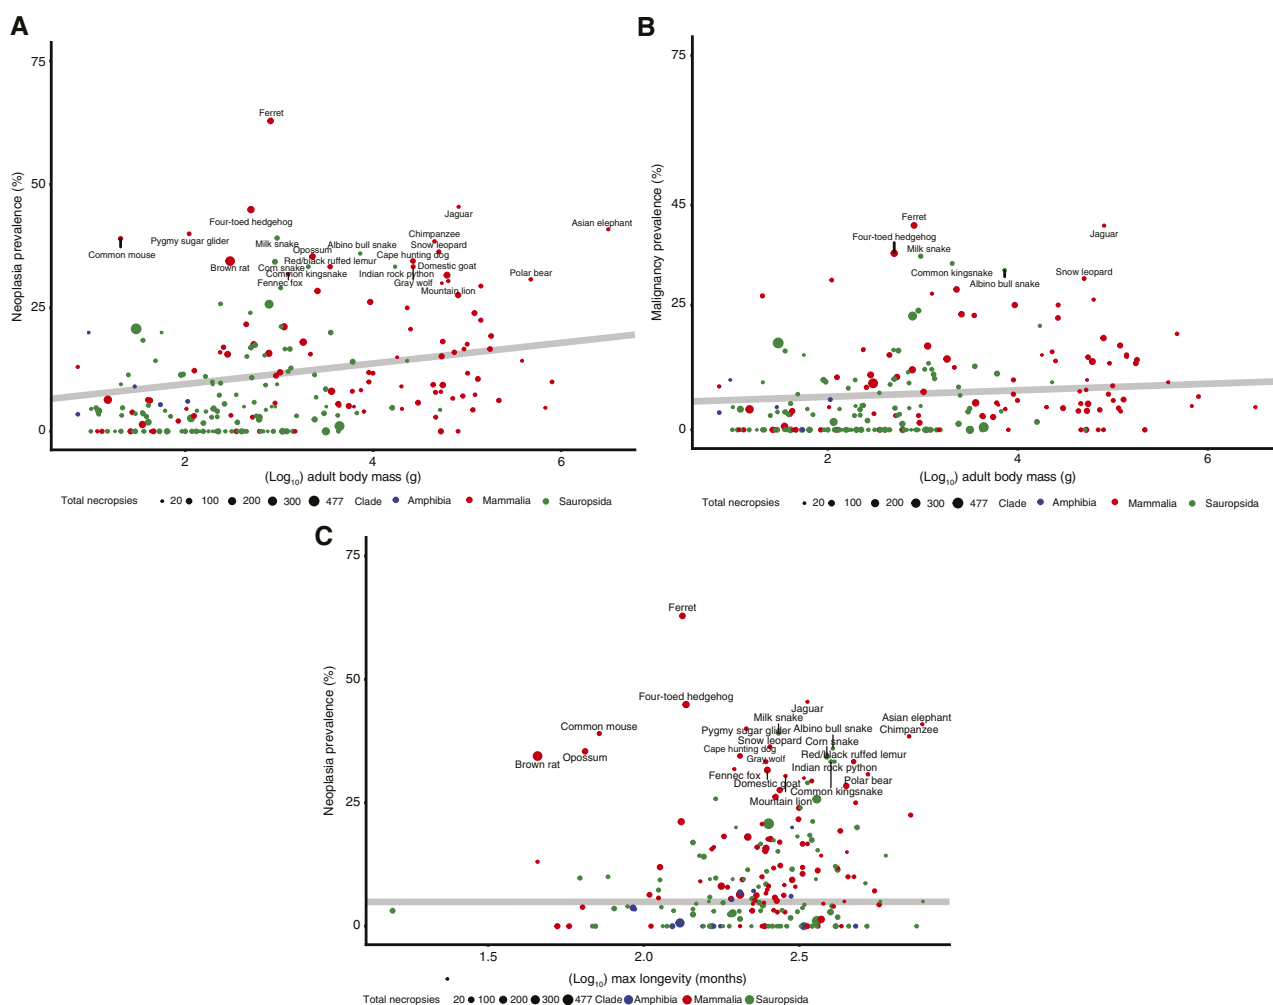 A
Neoplasia prevalence (%)
75
50
25
0
Ferret
Four-toed hedgehog
Jaguar
Asian elephant
Common mouse
Pygmy sugar glider
Milk snake
Opossum
Albino bull snake
Chimpanzee
Snow leopard
Cape hunting dog
Brown rat
Corn snake
Red/black ruffed lemur
Domestic goat
Common kingsnake
Indian rock python
Polar bear
Fennec fox
Gray wolf
Mountain lion
2
4
6
(Log10) adult body mass (g)
Total necropsies 20 100 200 300 477 Clade Amphibia Mammalia Sauropsida
B
Malignancy prevalence (%)
75
45
25
0
Ferret
Four-toed hedgehog
Milk snake
Jaguar
Common kingsnake
Snow leopard
Albino bull snake
2
4
6
(Log10) adult body mass (g)
Total necropsies 20 100 200 300 477 Clade Amphibia Mammalia Sauropsida
C
Neoplasia prevalence (%)
75
50
25
0
Ferret
Four-toed hedgehog
Jaguar
Milk snake
Asian elephant
Common mouse
Pygmy sugar glider
Albino bull snake
Chimpanzee
Snow leopard
Corn snake
Cape hunting dog
Opossum
Gray wolf
Red/black ruffed lemur
Brown rat
Indian rock python
Fennec fox
Domestic goat
Polar bear
Common kingsnake
Mountain lion
1.5
2.0
2.5
(Log10) max longevity (months)
Total necropsies 20 100 200 300 477 Clade Amphibia Mammalia Sauropsida